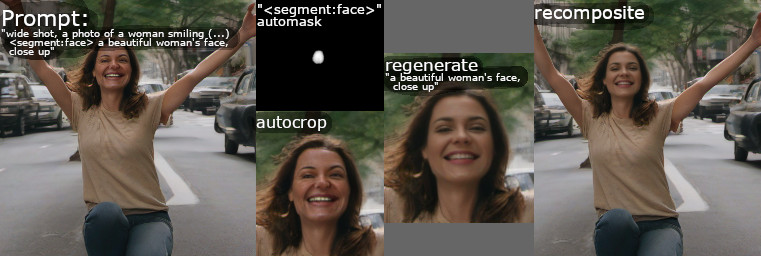 Prompt:
"wide shot, a photo of a woman smiling (...)
<segment:face> a beautiful woman's face,
close up"
"<segment:face>"
automask
autocrop
regenerate
"a beautiful woman's face,
close up"
recomposite